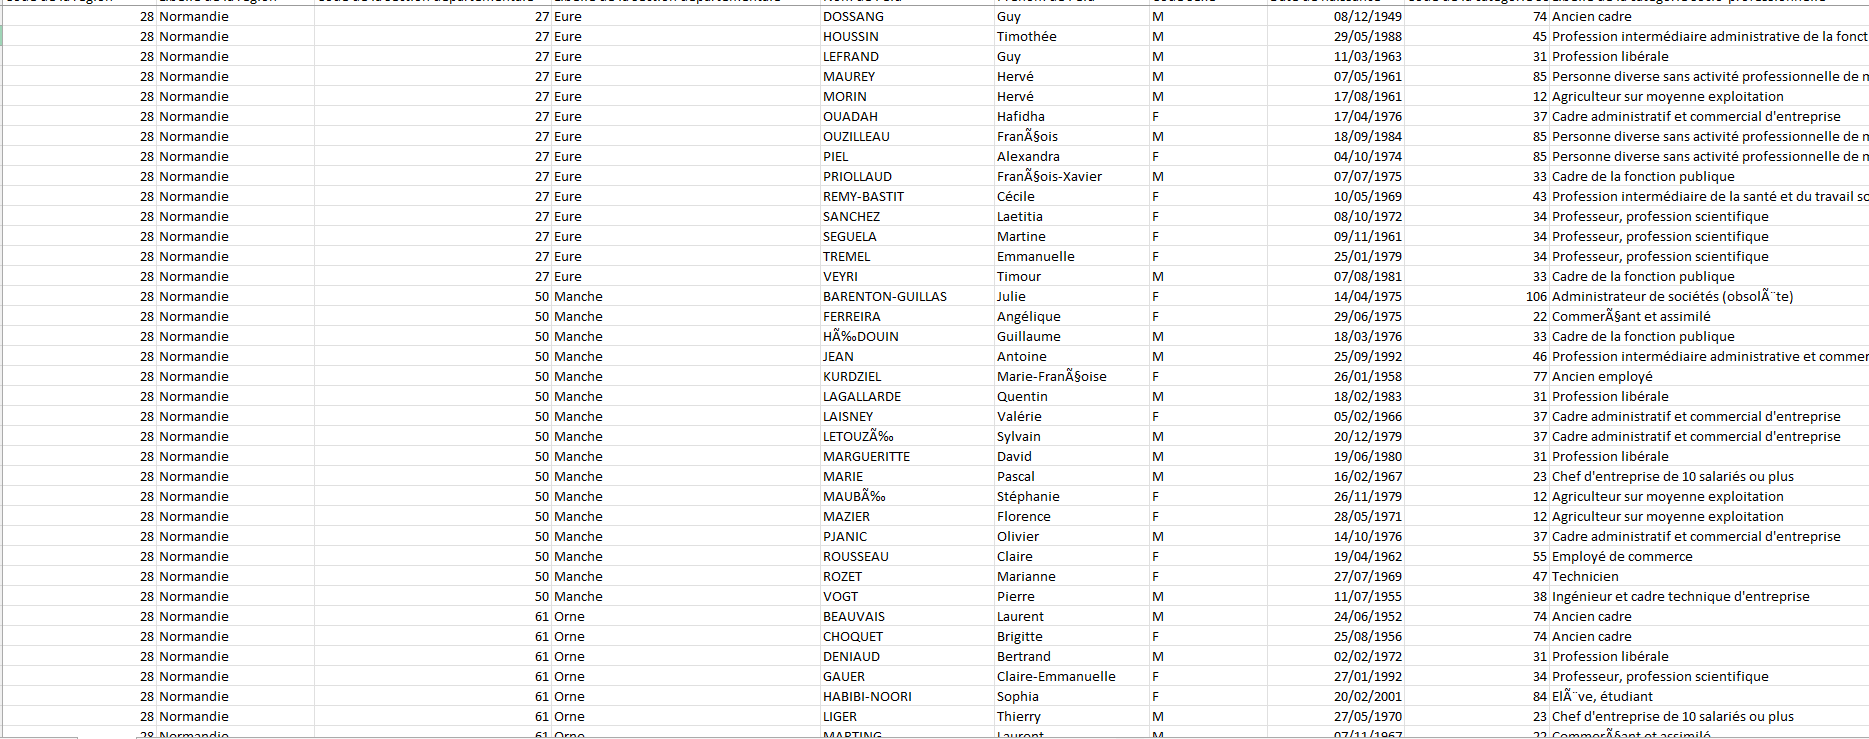 28 Normandie 27 Eure DOSSANG Guy M 08/12/1949 74 Ancien cadre
28 Normandie 27 Eure HOUSSIN Timothée M 29/05/1988 45 Profession intermédiaire administrative de la fonct
28 Normandie 27 Eure LEFRAND Guy M 11/03/1963 31 Profession libérale
28 Normandie 27 Eure MAUREY Hervé M 07/05/1961 85 Personne diverse sans activité professionnelle de m
28 Normandie 27 Eure MORIN Hervé M 17/08/1961 12 Agriculteur sur moyenne exploitation
28 Normandie 27 Eure OUADAH Hafidha F 17/04/1976 37 Cadre administratif et commercial d'entreprise
28 Normandie 27 Eure OUZILLEAU FranÃ§ois M 18/09/1984 85 Personne diverse sans activité professionnelle de m
28 Normandie 27 Eure PIEL Alexandra F 04/10/1974 85 Personne diverse sans activité professionnelle de m
28 Normandie 27 Eure PRIOLLAUD FranÃ§ois-Xavier M 07/07/1975 33 Cadre de la fonction publique
28 Normandie 27 Eure REMY-BASTIT Cécile F 10/05/1969 43 Profession intermédiaire de la santé et du travail so
28 Normandie 27 Eure SANCHEZ Laetitia F 08/10/1972 34 Professeur, profession scientifique
28 Normandie 27 Eure SEGUELA Martine F 09/11/1961 34 Professeur, profession scientifique
28 Normandie 27 Eure TREMEL Emmanuelle F 25/01/1979 34 Professeur, profession scientifique
28 Normandie 27 Eure VEYRI Timour M 07/08/1981 33 Cadre de la fonction publique
28 Normandie 50 Manche BARENTON-GUILLAS Julie F 14/04/1975 106 Administrateur de sociétés (obsolÃ¨te)
28 Normandie 50 Manche FERREIRA Angélique F 29/06/1975 22 CommerÃ§ant et assimilé
28 Normandie 50 Manche HÃ‰DOUIN Guillaume M 18/03/1976 33 Cadre de la fonction publique
28 Normandie 50 Manche JEAN Antoine M 25/09/1992 46 Profession intermédiaire administrative et commer
28 Normandie 50 Manche KURDZIEL Marie-FranÃ§oise F 26/01/1958 77 Ancien employé
28 Normandie 50 Manche LAGALLARDE Quentin M 18/02/1983 31 Profession libérale
28 Normandie 50 Manche LAISNEY Valérie F 05/02/1966 37 Cadre administratif et commercial d'entreprise
28 Normandie 50 Manche LETOUZÃ‰ Sylvain M 20/12/1979 37 Cadre administratif et commercial d'entreprise
28 Normandie 50 Manche MARGUERITTE David M 19/06/1980 31 Profession libérale
28 Normandie 50 Manche MARIE Pascal M 16/02/1967 23 Chef d'entreprise de 10 salariés ou plus
28 Normandie 50 Manche MAUBÃ‰ Stéphanie F 26/11/1979 12 Agriculteur sur moyenne exploitation
28 Normandie 50 Manche MAZIER Florence F 28/05/1971 12 Agriculteur sur moyenne exploitation
28 Normandie 50 Manche PJANIC Olivier M 14/10/1976 37 Cadre administratif et commercial d'entreprise
28 Normandie 50 Manche ROUSSEAU Claire F 19/04/1962 55 Employé de commerce
28 Normandie 50 Manche ROZET Marianne F 27/07/1969 47 Technicien
28 Normandie 50 Manche VOGT Pierre M 11/07/1955 38 Ingénieur et cadre technique d'entreprise
28 Normandie 61 Orne BEAUVAIS Laurent M 24/06/1952 74 Ancien cadre
28 Normandie 61 Orne CHOQUET Brigitte F 25/08/1956 74 Ancien cadre
28 Normandie 61 Orne DENIAUD Bertrand M 02/02/1972 31 Profession libérale
28 Normandie 61 Orne GAUER Claire-Emmanuelle F 27/01/1992 34 Professeur, profession scientifique
28 Normandie 61 Orne HABIBI-NOORI Sophia F 20/02/2001 84 ElÃ¨ve, étudiant
28 Normandie 61 Orne LIGER Thierry M 27/05/1970 23 Chef d'entreprise de 10 salariés ou plus
28 Normandie 61 Orne MARTING Laurent M 07/11/1967 22 CommerÃ§ant et assimilé